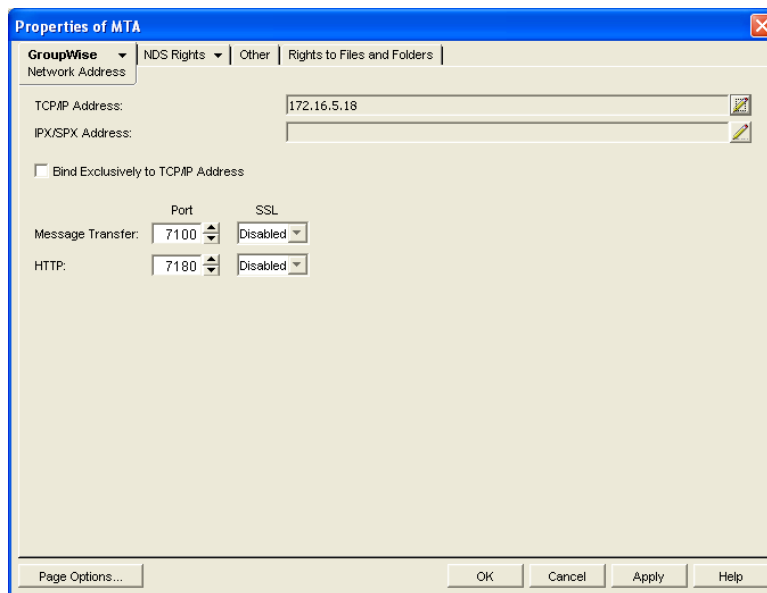 Properties of MTA
GroupWise NDS Rights Other Rights to Files and Folders
Network Address
TCP/IP Address: 172.16.5.18
IPX/SPX Address:
Bind Exclusively to TCP/IP Address
Port SSL
Message Transfer: 7100 Disabled
HTTP: 7180 Disabled
Page Options... OK Cancel Apply Help